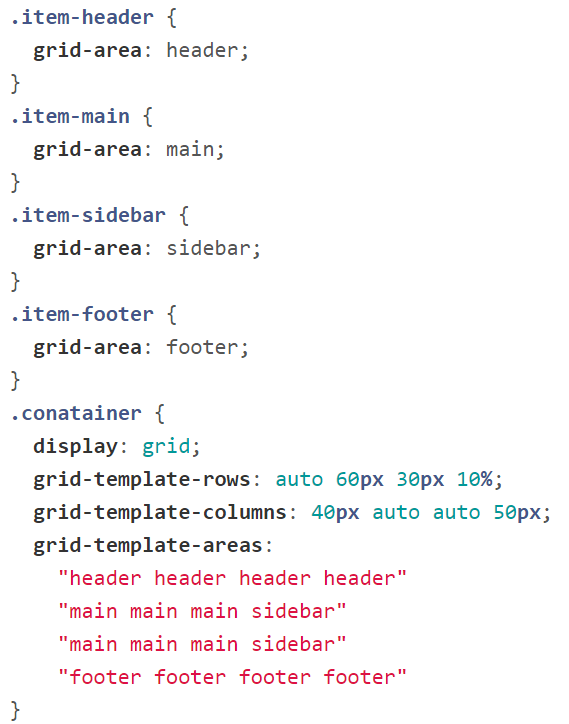 .item-header {
  grid-area: header;
}
.item-main {
  grid-area: main;
}
.item-sidebar {
  grid-area: sidebar;
}
.item-footer {
  grid-area: footer;
}
.conatainer {
  display: grid;
  grid-template-rows: auto 60px 30px 10%;
  grid-template-columns: 40px auto auto 50px;
  grid-template-areas:
    "header header header header"
    "main main main sidebar"
    "main main main sidebar"
    "footer footer footer footer"
}